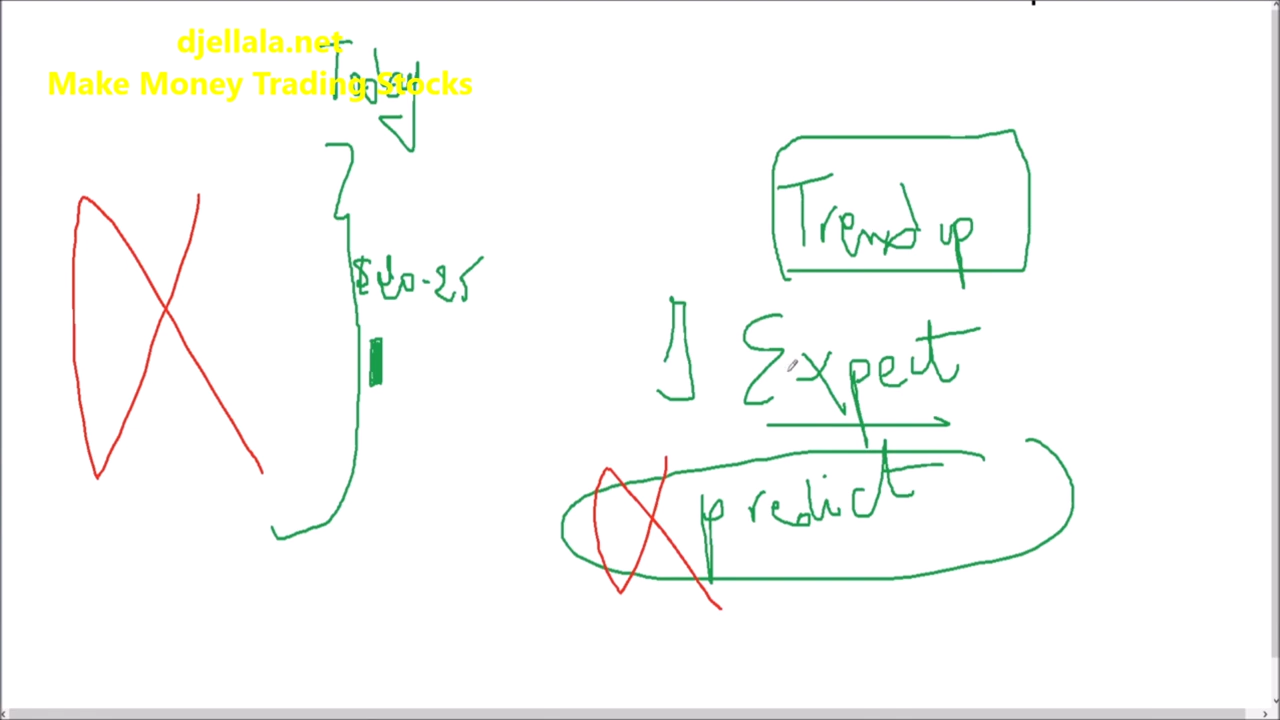 djellala.net
Today
Make Money Trading Stocks
Trend up
$20.25
I Expect
predict